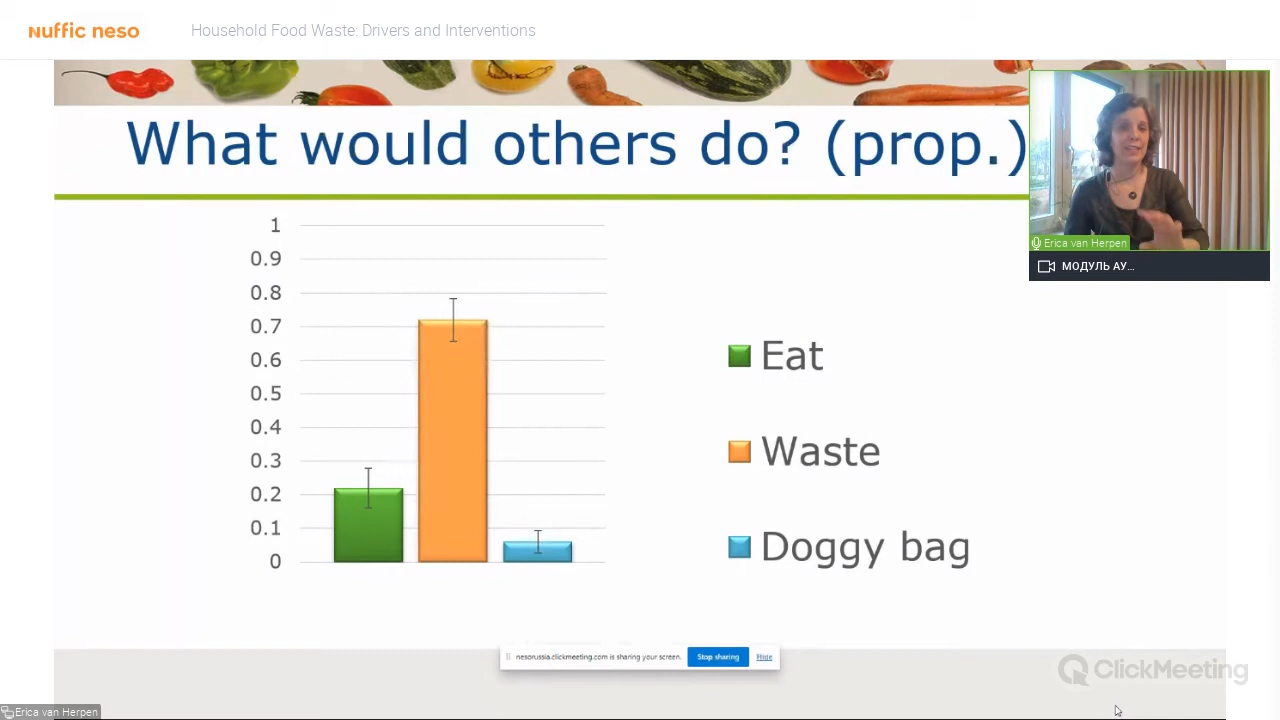 nuffic neso
Household Food Waste: Drivers and Interventions
What would others do? (prop.)
Erica van Herpen
МОДУЛЬ АУ...
1
0.9
0.8
0.7
0.6
0.5
0.4
0.3
0.2
0.1
0
Eat
Waste
Doggy bag
nesorussia.clickmeeting.com is sharing your screen.
Stop sharing
Hide
ClickMeeting
Erica van Herpen